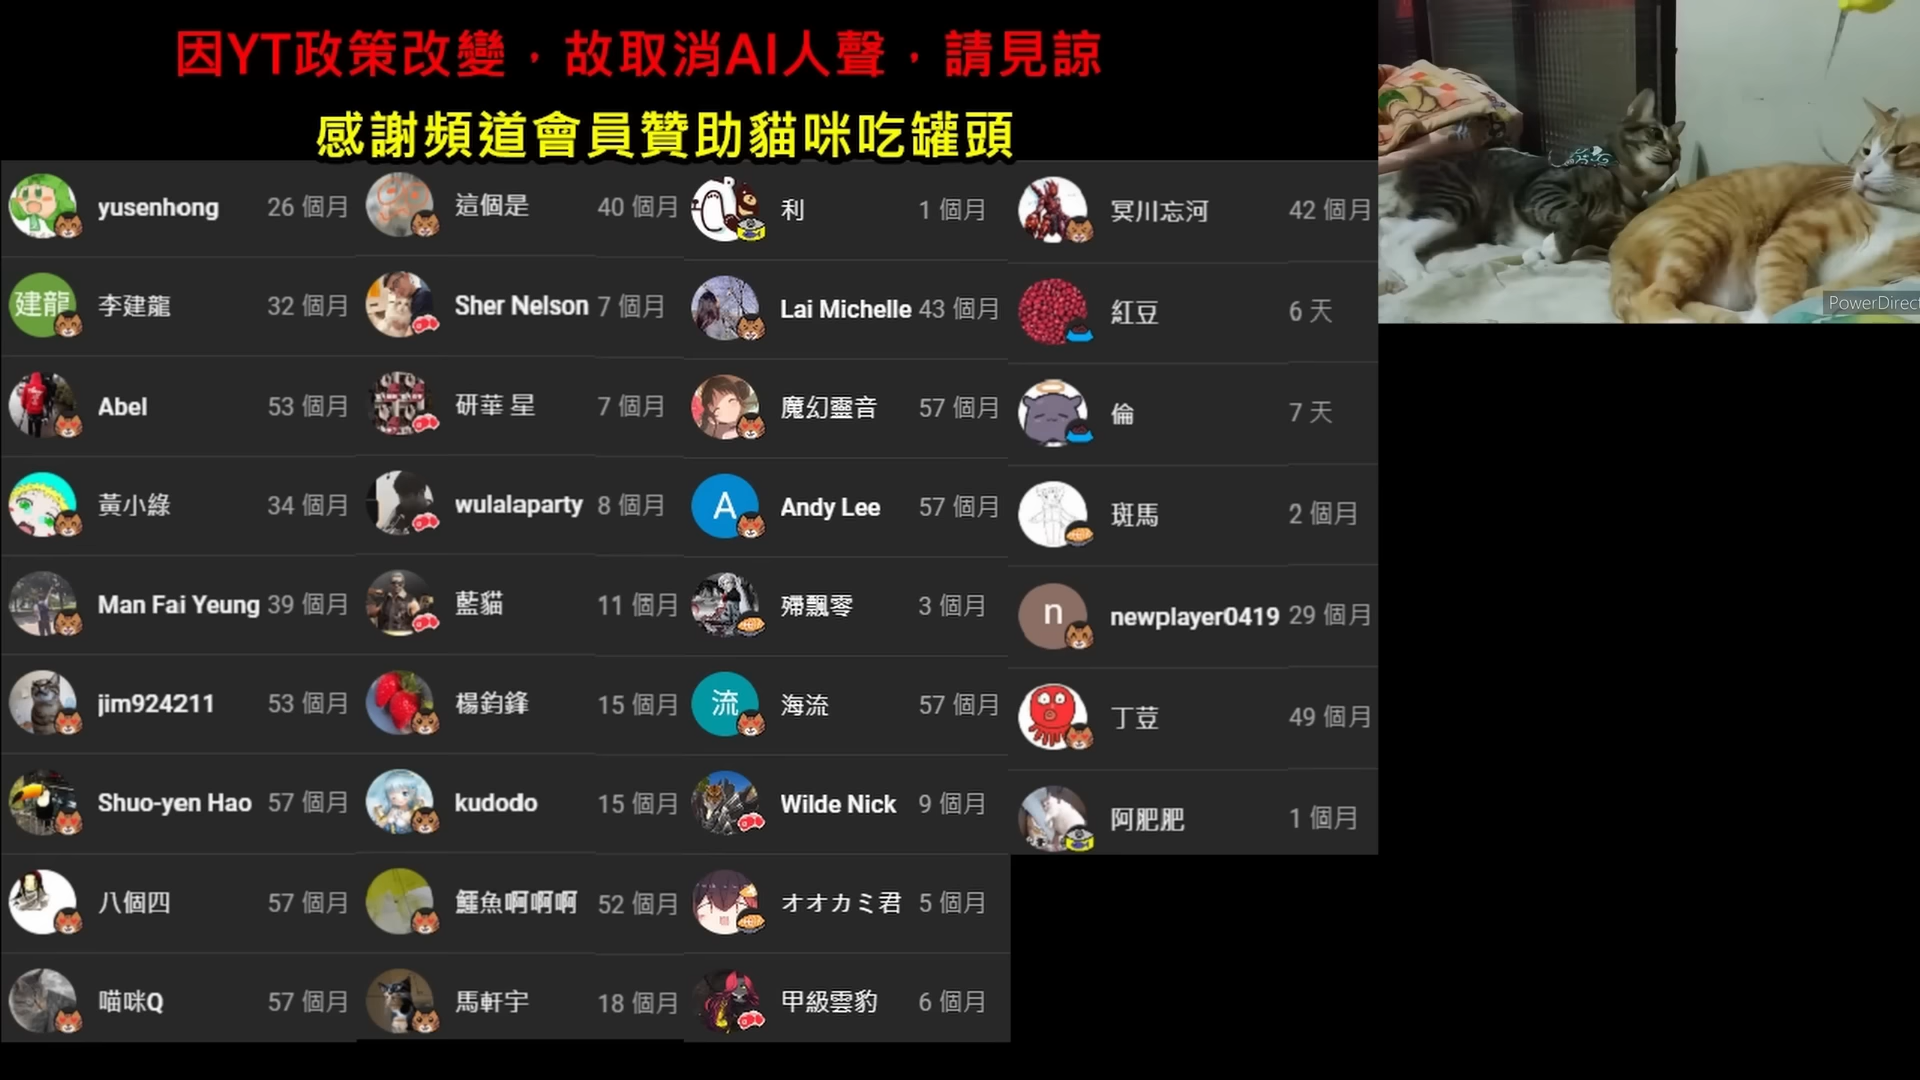 因YT政策改變，故取消AI人聲，請見諒
感謝頻道會員贊助貓咪吃罐頭
yusenhong 26 個月
建龍 李建龍 32 個月
Abel 53 個月
黃小綠 34 個月
Man Fai Yeung 39 個月
jim924211 53 個月
Shuo-yen Hao 57 個月
八個四 57 個月
喵咪Q 57 個月
這個是 40 個月
Sher Nelson 7 個月
研華 星 7 個月
wulalaparty 8 個月
藍貓 11 個月
楊鈞鋒 15 個月
kudodo 15 個月
鱷魚啊啊啊 52 個月
馬軒宇 18 個月
利 1 個月
Lai Michelle 43 個月
魔幻靈音 57 個月
A Andy Lee 57 個月
殢飄零 3 個月
流 海流 57 個月
Wilde Nick 9 個月
オオカミ君 5 個月
甲級雲豹 6 個月
冥川忘河 42 個月
紅豆 6 天
倫 7 天
斑馬 2 個月
n newplayer0419 29 個月
丁荳 49 個月
阿肥肥 1 個月
PowerDirect